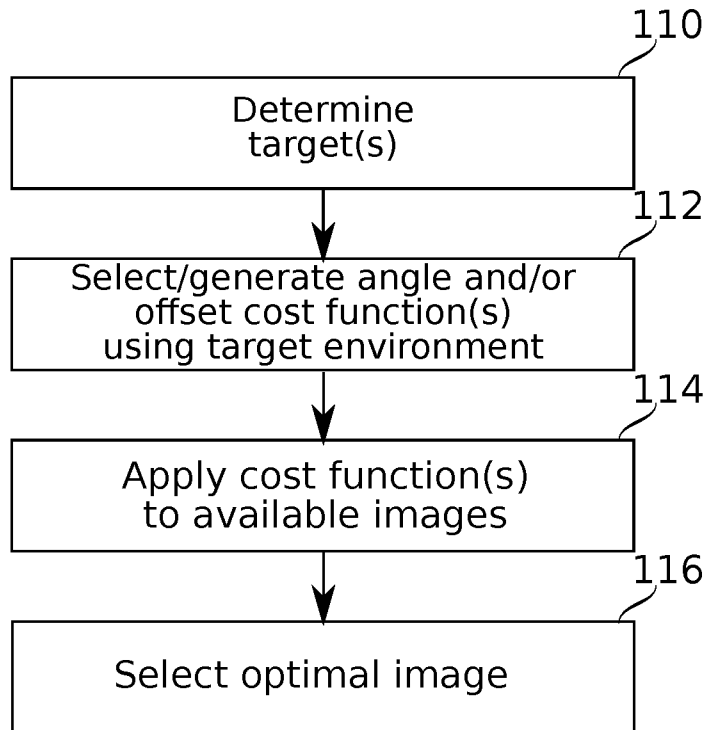 110
Determine
target(s)
112
Select/generate angle and/or
offset cost function(s)
using target environment
114
Apply cost function(s)
to available images
116
Select optimal image